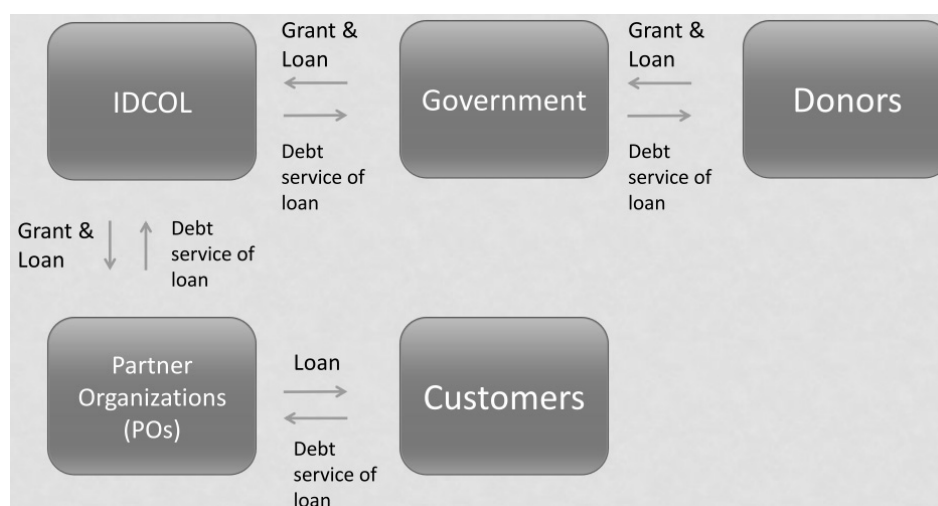 Grant &
Loan
Grant &
Loan
IDCOL
Government
Donors
Debt
service of
loan
Debt
service of
loan
Grant &
Loan
Debt
service of
loan
Partner
Organizations
(POs)
Loan
Customers
Debt
service of
loan